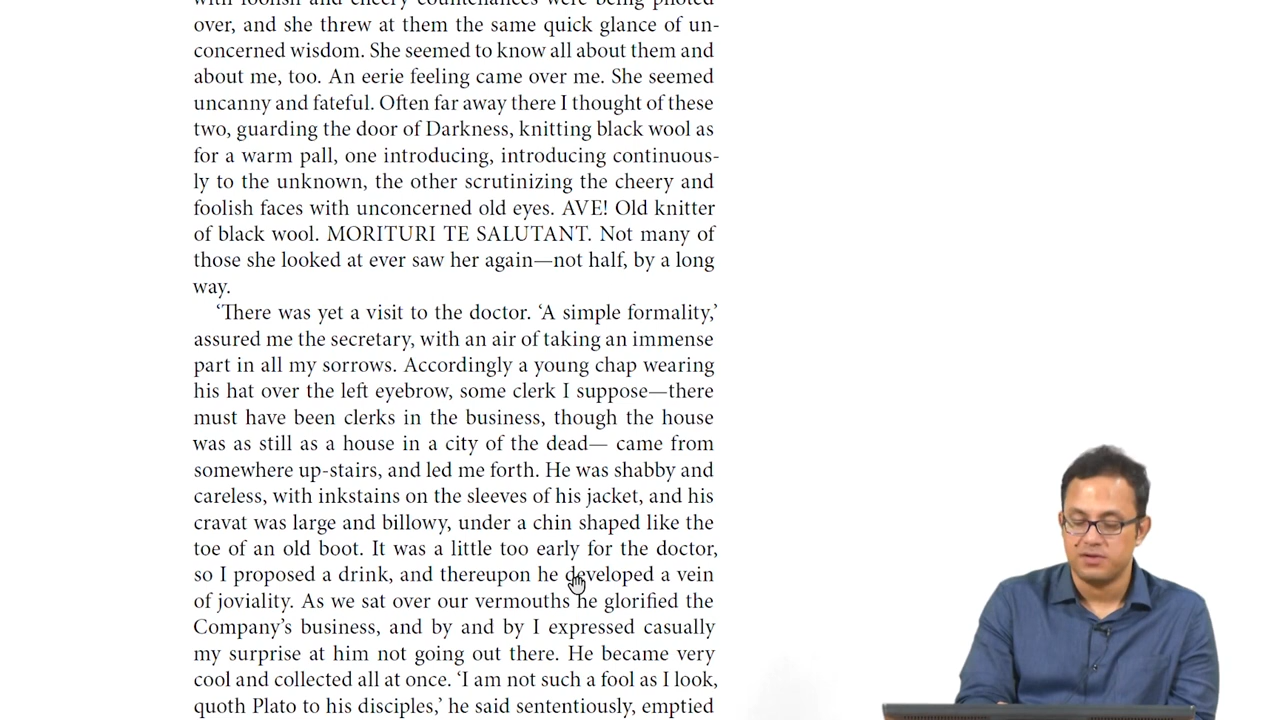 with foolish and cheery countenances were being piloted
over, and she threw at them the same quick glance of un-
concerned wisdom. She seemed to know all about them and
about me, too. An eerie feeling came over me. She seemed
uncanny and fateful. Often far away there I thought of these
two, guarding the door of Darkness, knitting black wool as
for a warm pall, one introducing, introducing continuous-
ly to the unknown, the other scrutinizing the cheery and
foolish faces with unconcerned old eyes. AVE! Old knitter
of black wool. MORITURI TE SALUTANT. Not many of
those she looked at ever saw her again—not half, by a long
way.
‘There was yet a visit to the doctor. ‘A simple formality,’
assured me the secretary, with an air of taking an immense
part in all my sorrows. Accordingly a young chap wearing
his hat over the left eyebrow, some clerk I suppose—there
must have been clerks in the business, though the house
was as still as a house in a city of the dead— came from
somewhere up-stairs, and led me forth. He was shabby and
careless, with inkstains on the sleeves of his jacket, and his
cravat was large and billowy, under a chin shaped like the
toe of an old boot. It was a little too early for the doctor,
so I proposed a drink, and thereupon he developed a vein
of joviality. As we sat over our vermouths he glorified the
Company’s business, and by and by I expressed casually
my surprise at him not going out there. He became very
cool and collected all at once. ‘I am not such a fool as I look,
quoth Plato to his disciples,’ he said sententiously, emptied